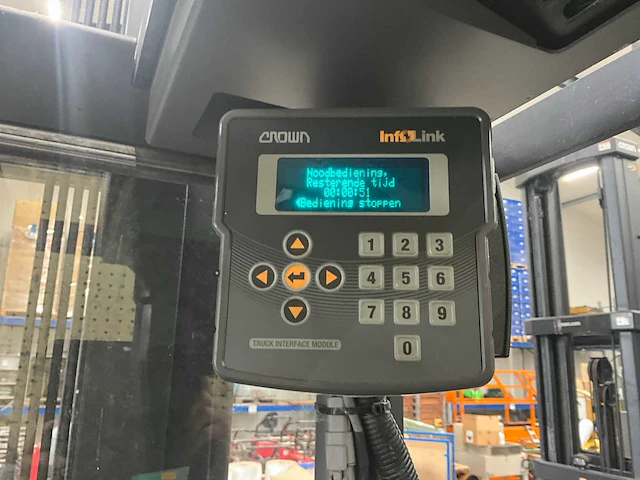 CROWN
InfoLink
Noodbediening,
Resterende tijd
00:00:51
Bediening stoppen
1 2 3
4 5 6
7 8 9
0
TRUCK INTERFACE MODULE